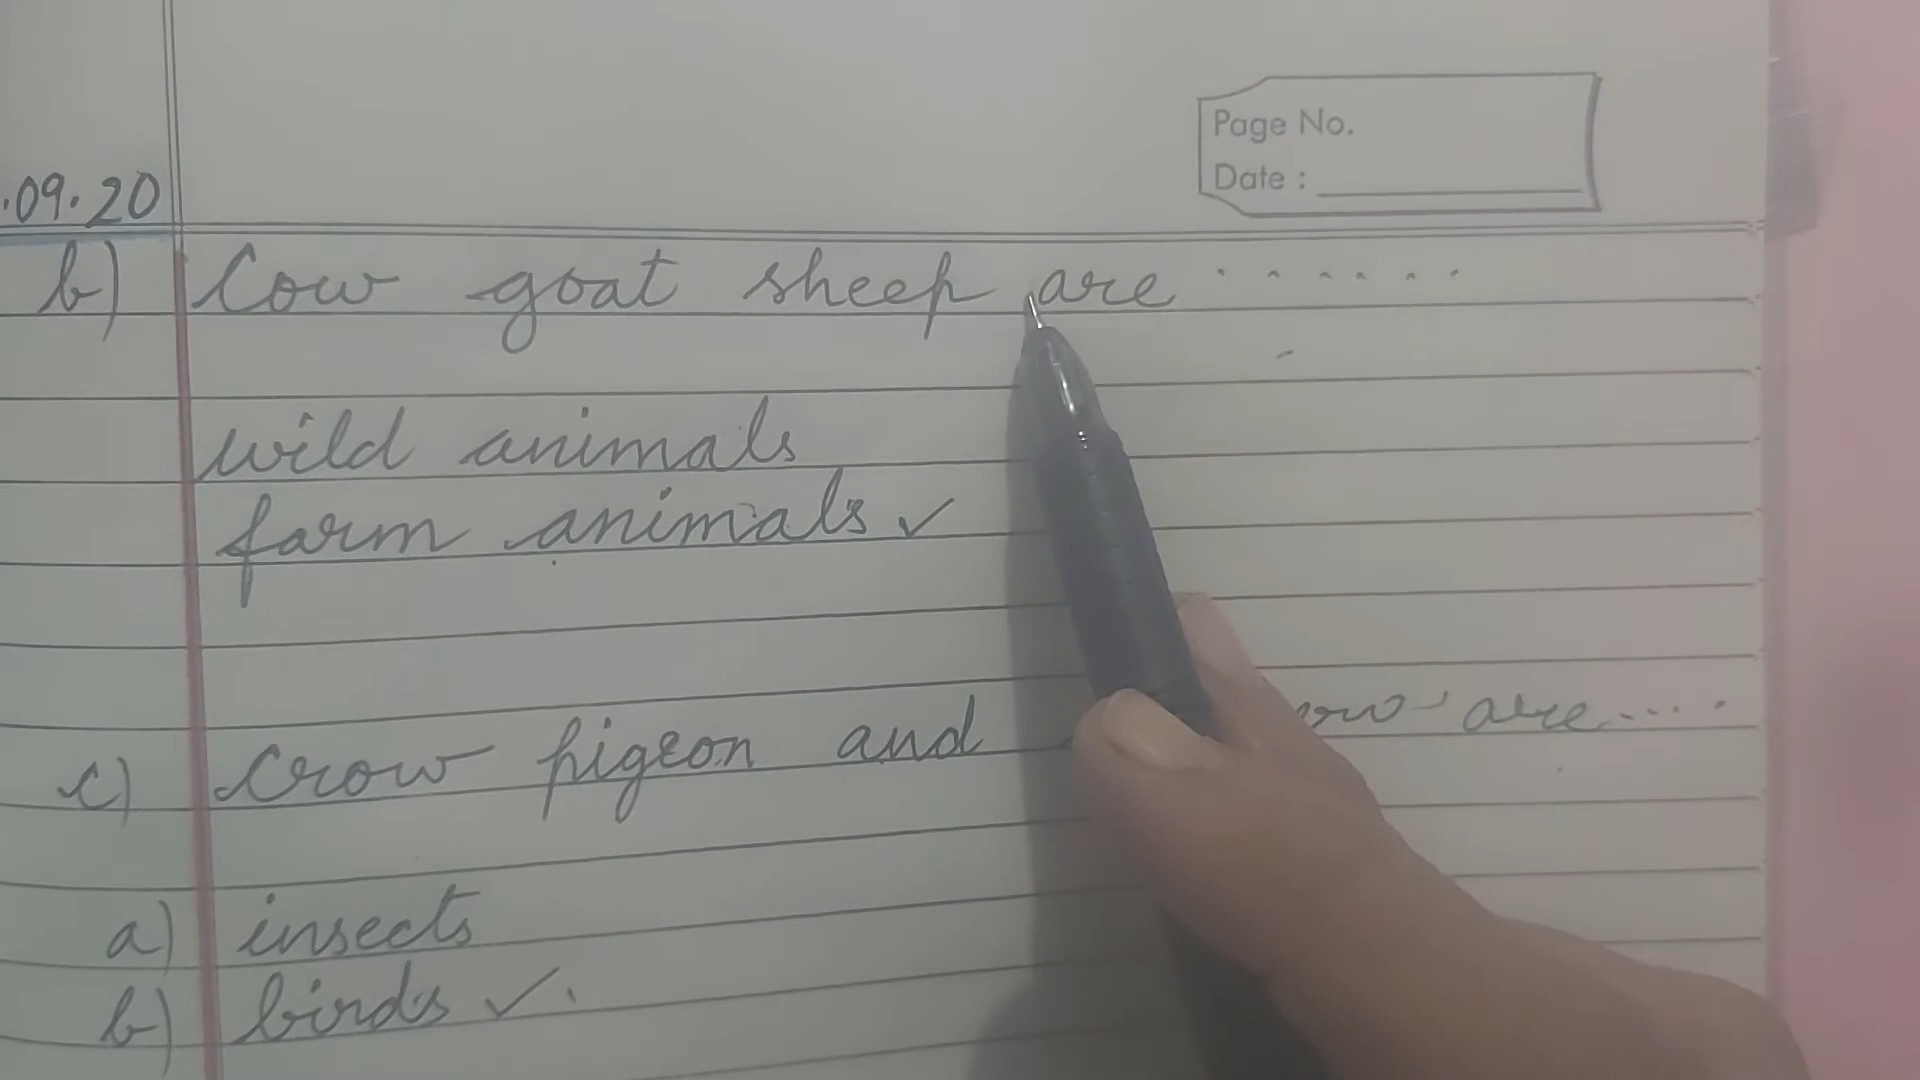 Page No.
Date :
.09.20
b) Cow goat sheep are ......
wild animals
farm animals ✓
c) Crow pigeon and are....
a) insects
b) birds ✓